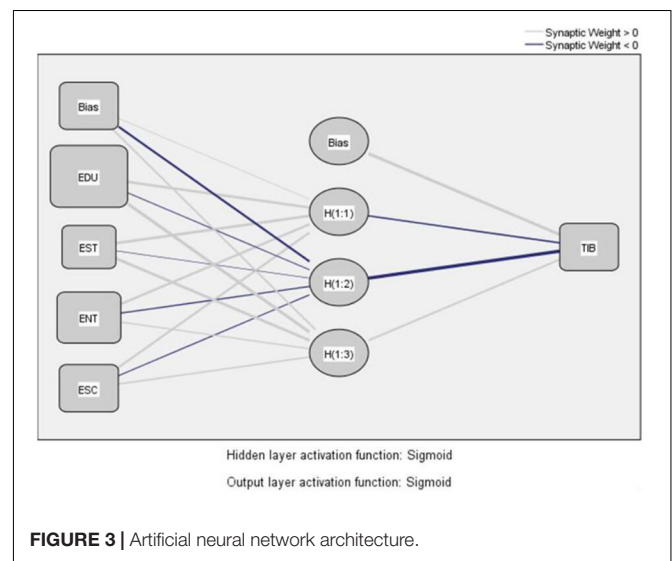 Synaptic Weight > 0
Synaptic Weight < 0
Bias
EDU
EST
ENT
ESC
Bias
H(1:1)
H(1:2)
H(1:3)
TIB
Hidden layer activation function: Sigmoid
Output layer activation function: Sigmoid
FIGURE 3 | Artificial neural network architecture.